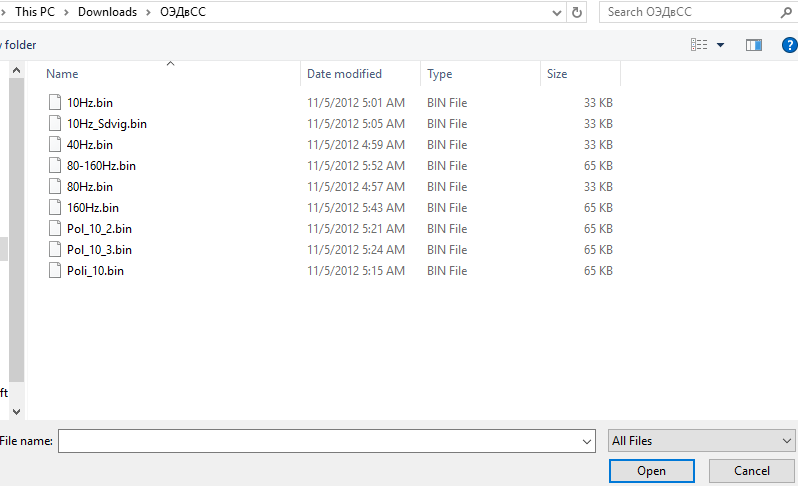 This PC > Downloads > ОЭДвСС Search ОЭДвСС
folder
Name Date modified Type Size
10Hz.bin 11/5/2012 5:01 AM BIN File 33 KB
10Hz_Sdvig.bin 11/5/2012 5:05 AM BIN File 33 KB
40Hz.bin 11/5/2012 4:59 AM BIN File 33 KB
80-160Hz.bin 11/5/2012 5:52 AM BIN File 65 KB
80Hz.bin 11/5/2012 4:57 AM BIN File 33 KB
160Hz.bin 11/5/2012 5:43 AM BIN File 65 KB
Pol_10_2.bin 11/5/2012 5:21 AM BIN File 65 KB
Pol_10_3.bin 11/5/2012 5:24 AM BIN File 65 KB
Poli_10.bin 11/5/2012 5:15 AM BIN File 65 KB
ft
File name: All Files
Open Cancel